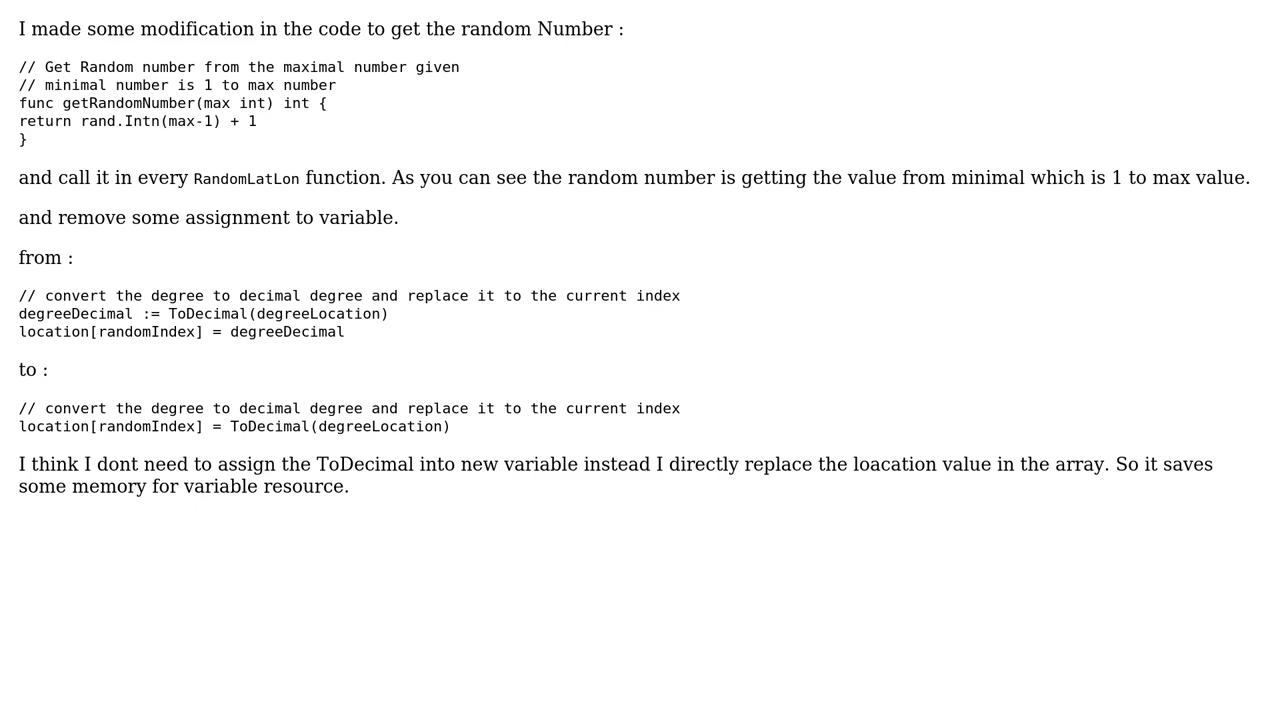 I made some modification in the code to get the random Number :
// Get Random number from the maximal number given
// minimal number is 1 to max number
func getRandomNumber(max int) int {
return rand.Intn(max-1) + 1
}
and call it in every RandomLatLon function. As you can see the random number is getting the value from minimal which is 1 to max value.
and remove some assignment to variable.
from :
// convert the degree to decimal degree and replace it to the current index
degreeDecimal := ToDecimal(degreeLocation)
location[randomIndex] = degreeDecimal
to :
// convert the degree to decimal degree and replace it to the current index
location[randomIndex] = ToDecimal(degreeLocation)
I think I dont need to assign the ToDecimal into new variable instead I directly replace the loacation value in the array. So it saves
some memory for variable resource.